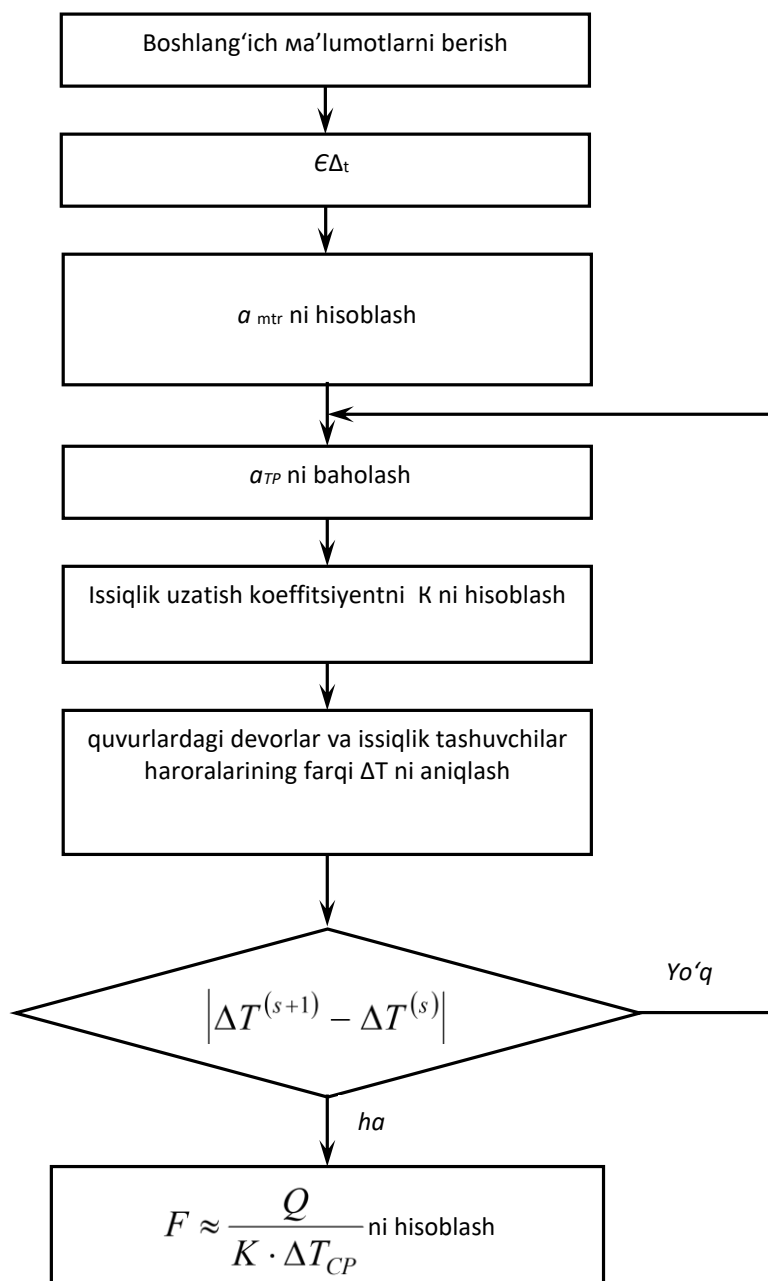 Boshlang‘ich мa’lumotlarni berish
ЄΔt
a mtr ni hisoblash
aTP ni baholash
Issiqlik uzatish koeffitsiyentni K ni hisoblash
quvurlardagi devorlar va issiqlik tashuvchilar
haroralarining farqi ΔT ni aniqlash
|ΔT^(s+1) − ΔT^(s)|
Yo‘q
ha
F ≈ Q / (K · ΔT_CP) ni hisoblash